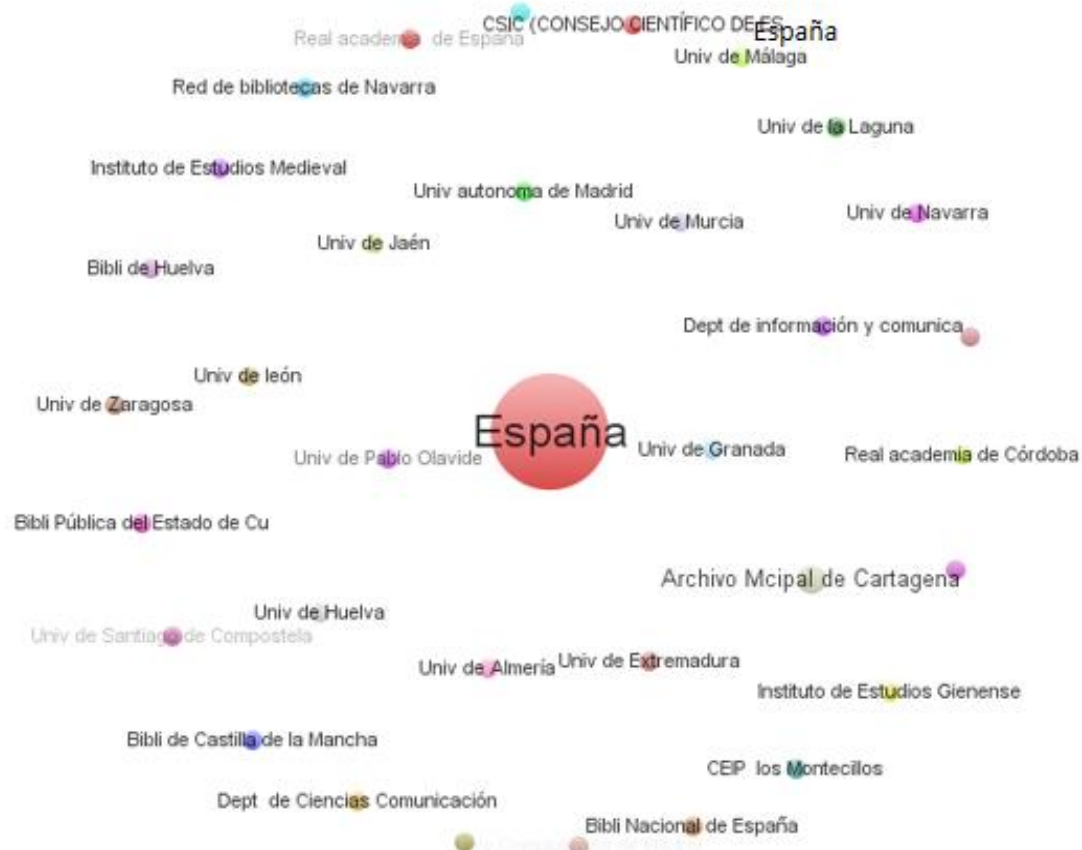 CSIC (CONSEJO CIENTÍFICO DE ES
España
Real academia de España
Univ de Málaga
Red de bibliotecas de Navarra
Univ de la Laguna
Instituto de Estudios Medieval
Univ autonoma de Madrid
Univ de Murcia
Univ de Navarra
Univ de Jaén
Bibli de Huelva
Dept de información y comunica
Univ de león
Univ de Zaragosa
España
Univ de Granada
Real academia de Córdoba
Univ de Pablo Olavide
Bibli Pública del Estado de Cu
Archivo Mcipal de Cartagena
Univ de Huelva
Univ de Santiago de Compostela
Univ de Almería
Univ de Extremadura
Instituto de Estudios Gienense
Bibli de Castilla de la Mancha
CEIP los Montecillos
Dept de Ciencias Comunicación
Bibli Nacional de España